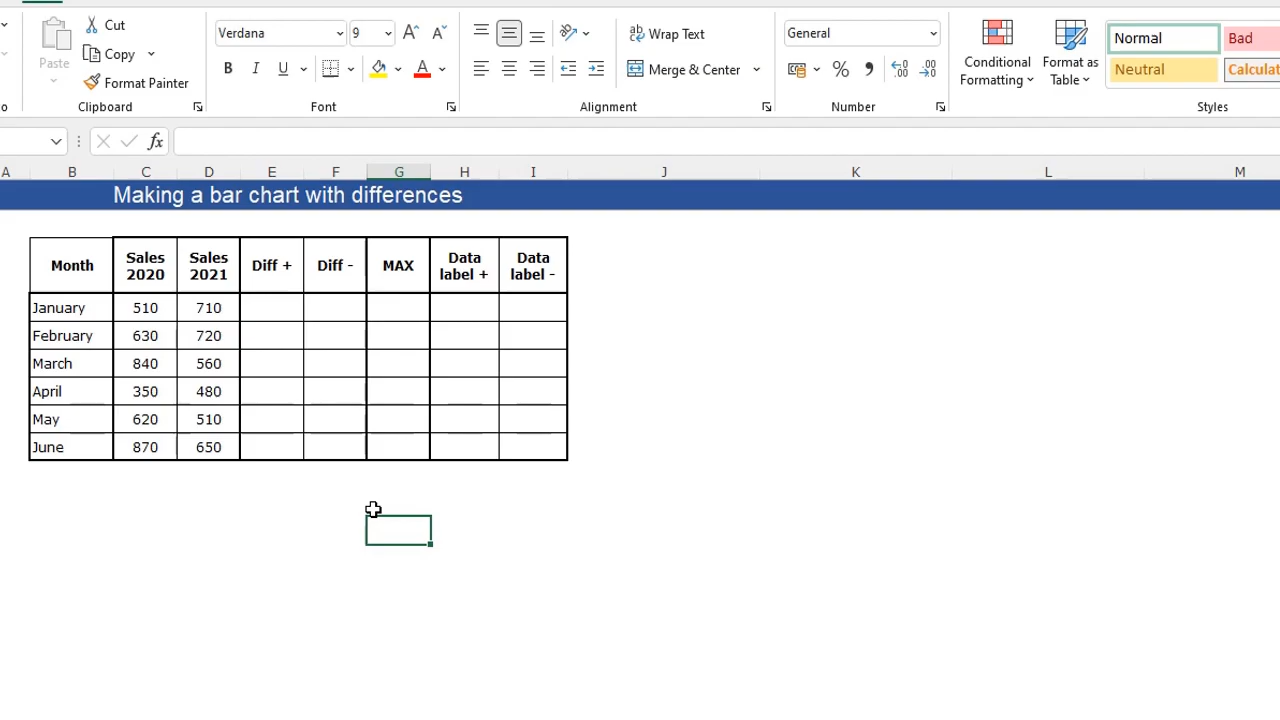 Cut
Verdana
9
Wrap Text
General
Normal
Bad
Paste
Copy
Conditional Formatting
Format as Table
Neutral
Calculat
Format Painter
B I U
Merge & Center
Clipboard
Font
Alignment
Number
Styles
fx
A B C D E F G H I J K L M
Making a bar chart with differences
Month Sales 2020 Sales 2021 Diff + Diff - MAX Data label + Data label -
January 510 710
February 630 720
March 840 560
April 350 480
May 620 510
June 870 650